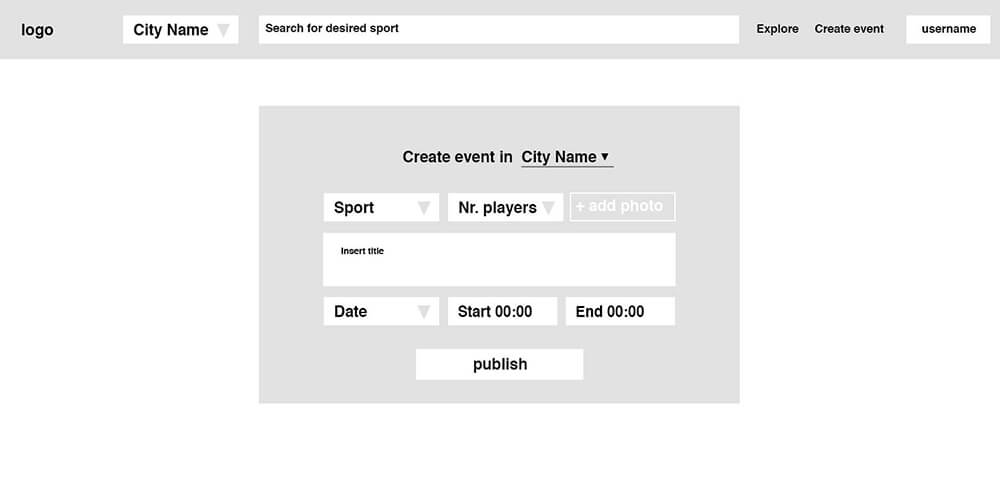 logo
City Name
Search for desired sport
Explore
Create event
username
Create event in City Name ▾
Sport
Nr. players
+ add photo
Insert title
Date
Start 00:00
End 00:00
publish